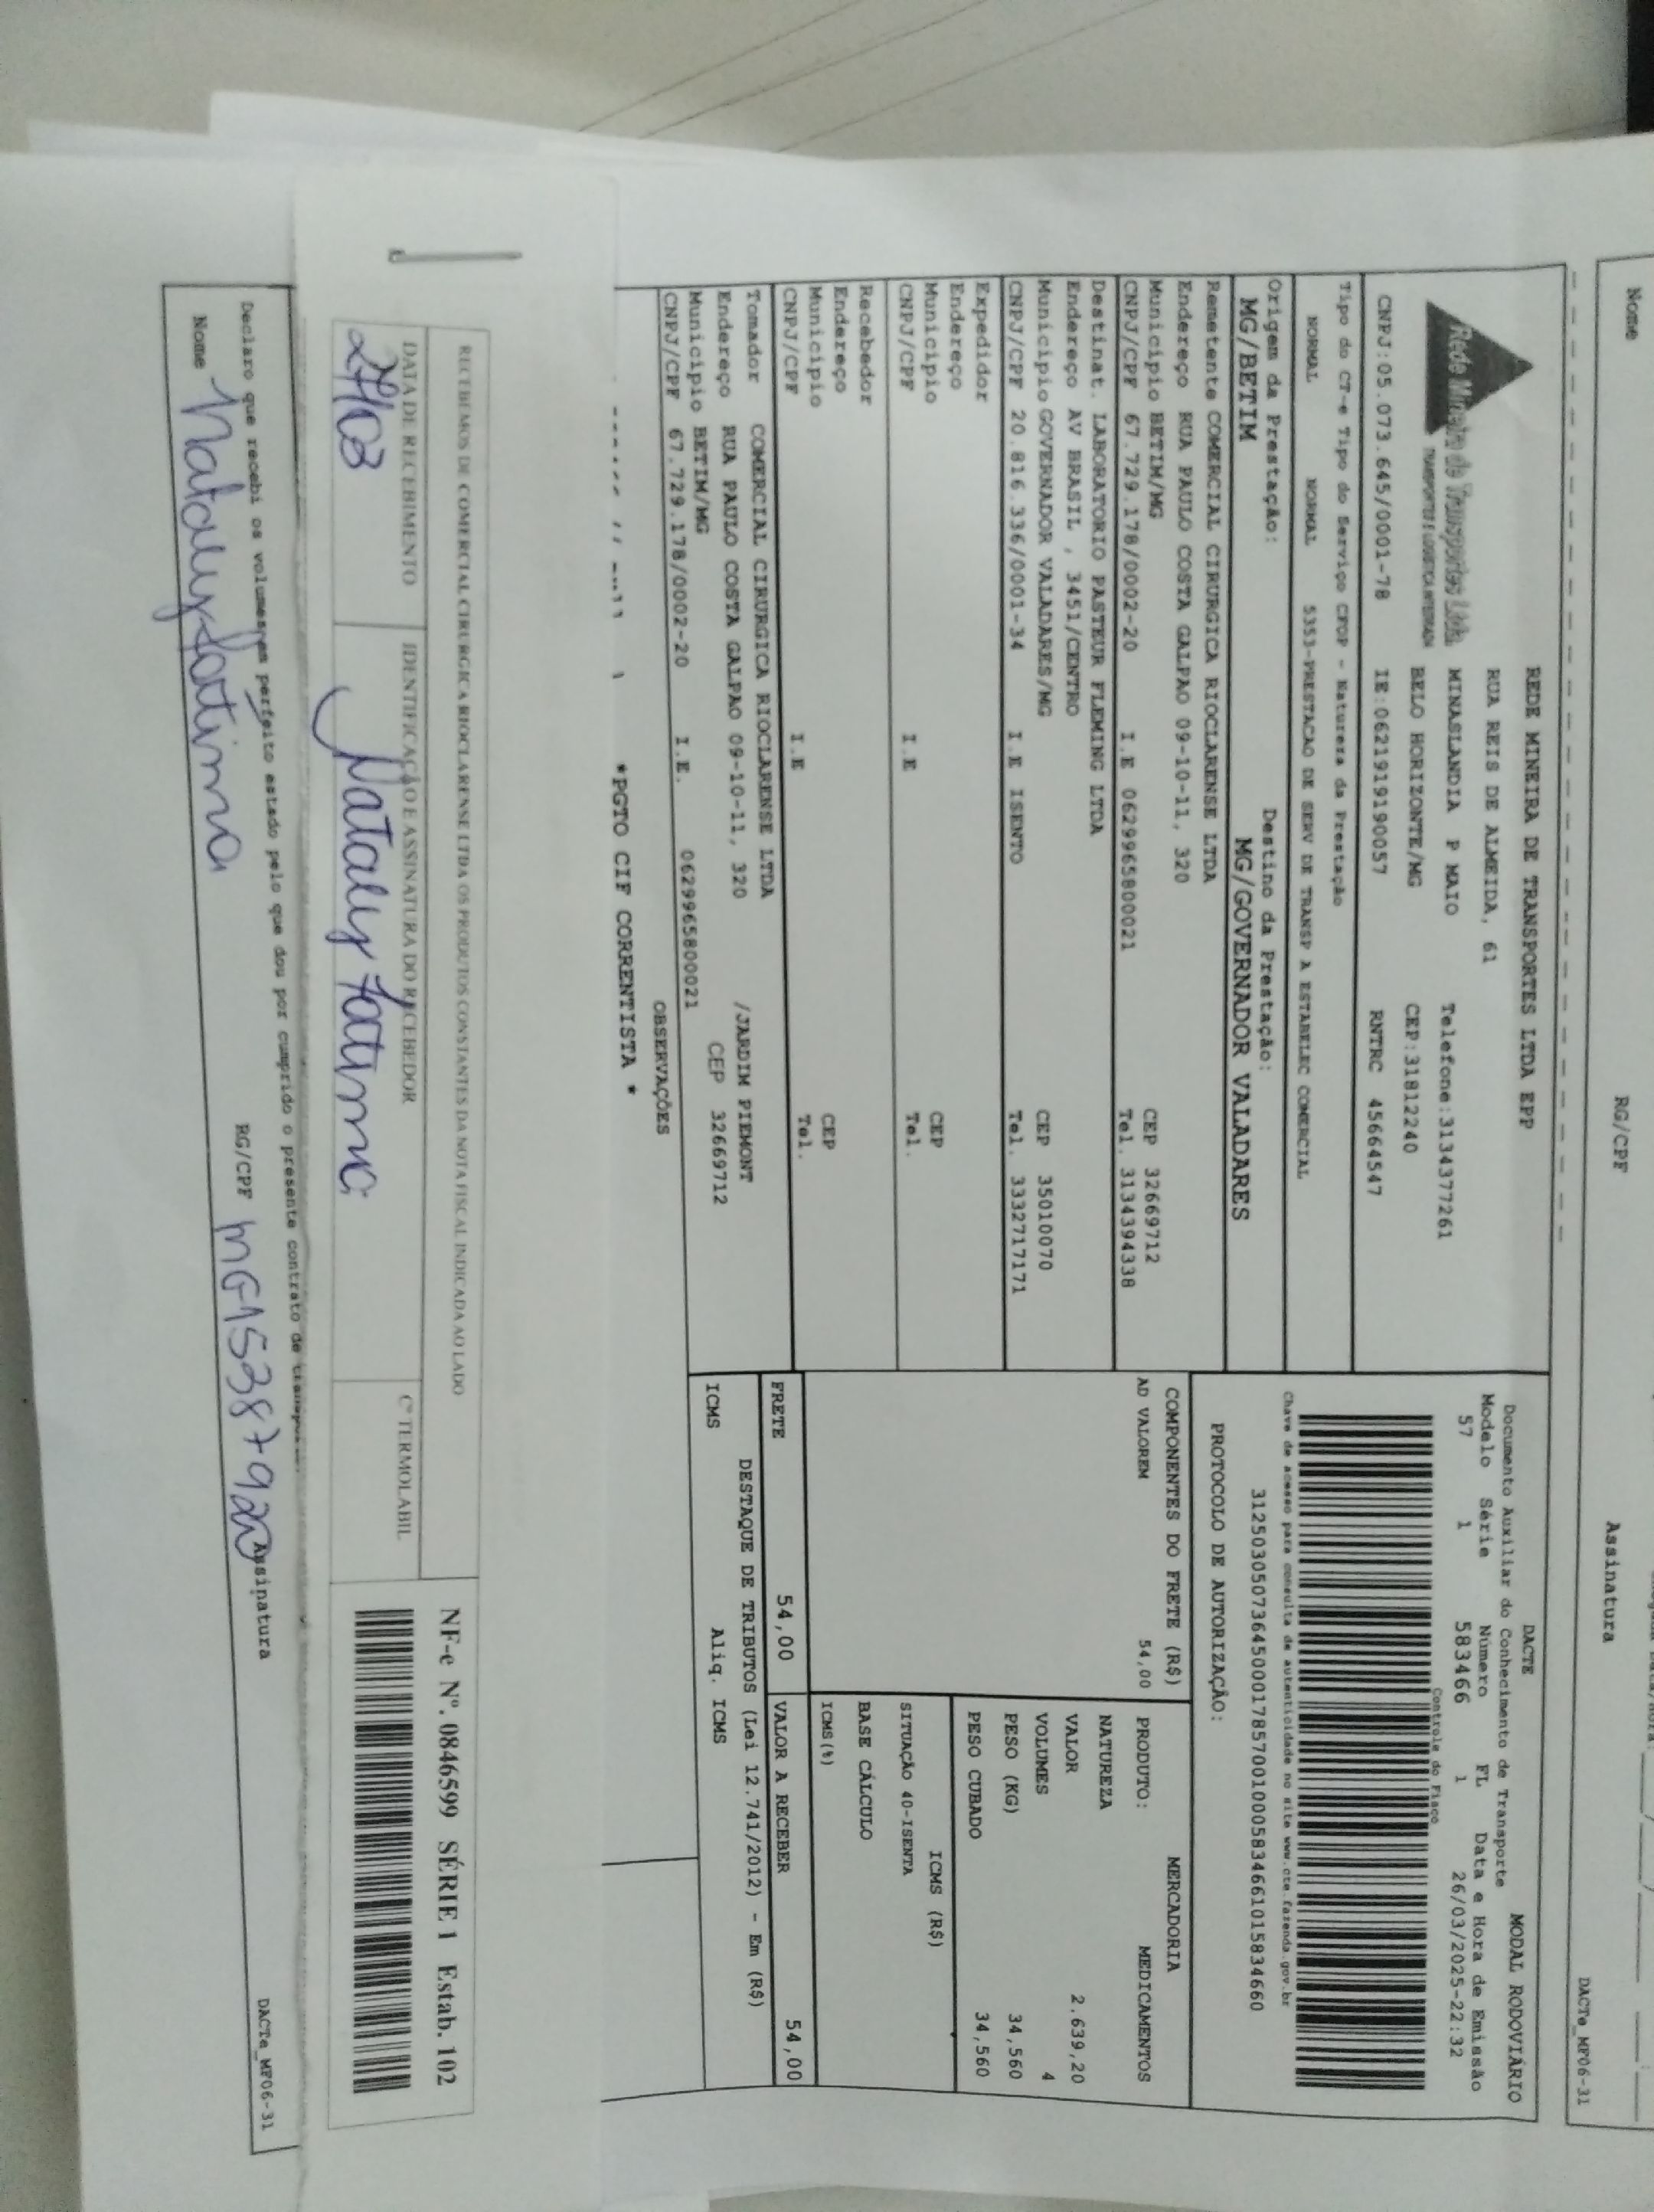 Nome RG/CPF Assinatura DACTe_MF06-31
Rede Mineira de Transportes Ltda.
REDE MINEIRA DE TRANSPORTES LTDA EPP
RUA REIS DE ALMEIDA, 61
MINASLANDIA P MAIO Telefone:3134377261
BELO HORIZONTE/MG CEP:31812240
CNPJ:05.073.645/0001-78 IE:0621919190057 RNTRC 45664547
Tipo do CT-e Tipo do Serviço CFOP - Natureza da Prestação
NORMAL NORMAL 5353-PRESTACAO DE SERV DE TRANSP A ESTABELEC COMERCIAL
Origem da Prestação: Destino da Prestação:
MG/BETIM MG/GOVERNADOR VALADARES
Remetente COMERCIAL CIRURGICA RIOCLARENSE LTDA
Endereço RUA PAULO COSTA GALPAO 09-10-11, 320
Municipio BETIM/MG CEP 32669712
CNPJ/CPF 67.729.178/0002-20 I.E 0629965800021 Tel. 3134394338
Destinat. LABORATORIO PASTEUR FLEMING LTDA
Endereço AV BRASIL , 3451/CENTRO
Municipio GOVERNADOR VALADARES/MG CEP 35010070
CNPJ/CPF 20.816.336/0001-34 I.E ISENTO Tel. 3332717171
Expedidor
Endereço
Municipio CEP
CNPJ/CPF I.E Tel.
Recebedor
Endereço
Municipio CEP
CNPJ/CPF I.E Tel.
Tomador COMERCIAL CIRURGICA RIOCLARENSE LTDA
Endereço RUA PAULO COSTA GALPAO 09-10-11, 320 /JARDIM PIEMONT
Municipio BETIM/MG CEP 32669712
CNPJ/CPF 67.729.178/0002-20 I.E. 0629965800021
OBSERVAÇÕES
*PGTO CIF CORRENTISTA *
DACTE MODAL RODOVIÁRIO
Documento Auxiliar do Conhecimento de Transporte
Modelo Série Número FL Data e Hora de Emissão
57 1 583466 1 26/03/2025-22:32
Controle do Fisco
Chave de acesso para consulta de autenticidade no site www.cte.fazenda.gov.br
31250305073645000178570010005834661015834660
PROTOCOLO DE AUTORIZAÇÃO:
COMPONENTES DO FRETE (R$)
AD VALOREM 54,00
MERCADORIA
PRODUTO: MEDICAMENTOS
NATUREZA
VALOR 2.639,20
VOLUMES 4
PESO (KG) 34,560
PESO CUBADO 34,560
ICMS (R$)
SITUAÇÃO 40-ISENTA
BASE CÁLCULO
ICMS(%)
FRETE 54,00 VALOR A RECEBER 54,00
DESTAQUE DE TRIBUTOS (Lei 12.741/2012) - Em (R$)
ICMS Aliq. ICMS
RECEBEMOS DE COMERCIAL CIRURGICA RIOCLARENSE LTDA OS PRODUTOS CONSTANTES DA NOTA FISCAL INDICADA AO LADO
DATA DE RECEBIMENTO IDENTIFICAÇÃO E ASSINATURA DO RECEBEDOR Cº TERMOLABIL
27/03 Nataly Fatima
NF-e Nº. 0846599 SÉRIE 1 Estab. 102
Declaro que recebi os volumes em perfeito estado pelo que dou por cumprido o presente contrato de
Nome Nataly Fatima RG/CPF MG15387922 Assinatura DACTe_MF06-31